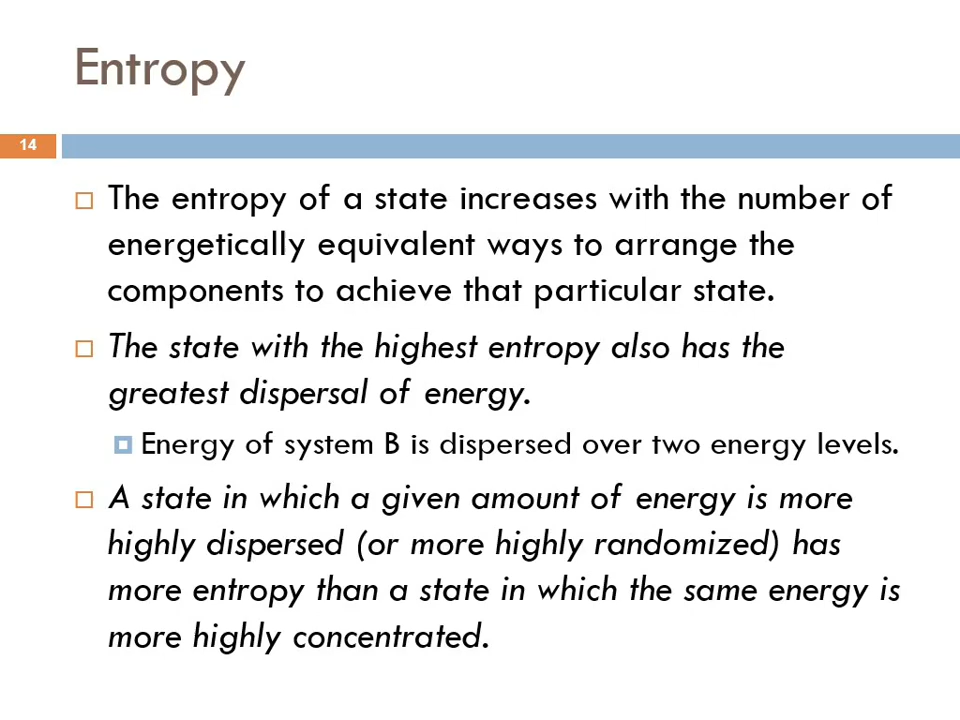 Entropy
14
The entropy of a state increases with the number of
energetically equivalent ways to arrange the
components to achieve that particular state.
The state with the highest entropy also has the
greatest dispersal of energy.
Energy of system B is dispersed over two energy levels.
A state in which a given amount of energy is more
highly dispersed (or more highly randomized) has
more entropy than a state in which the same energy is
more highly concentrated.